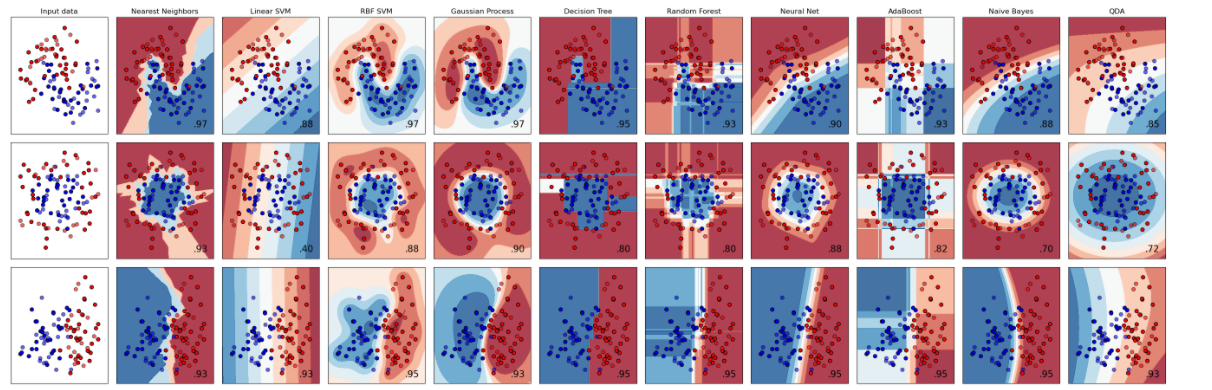 Input data Nearest Neighbors Linear SVM RBF SVM Gaussian Process Decision Tree Random Forest Neural Net AdaBoost Naive Bayes QDA
.97 .88 .97 .97 .95 .93 .90 .93 .88 .85
.93 .40 .88 .90 .80 .80 .88 .82 .70 .72
.93 .93 .95 .93 .95 .95 .95 .95 .95 .93